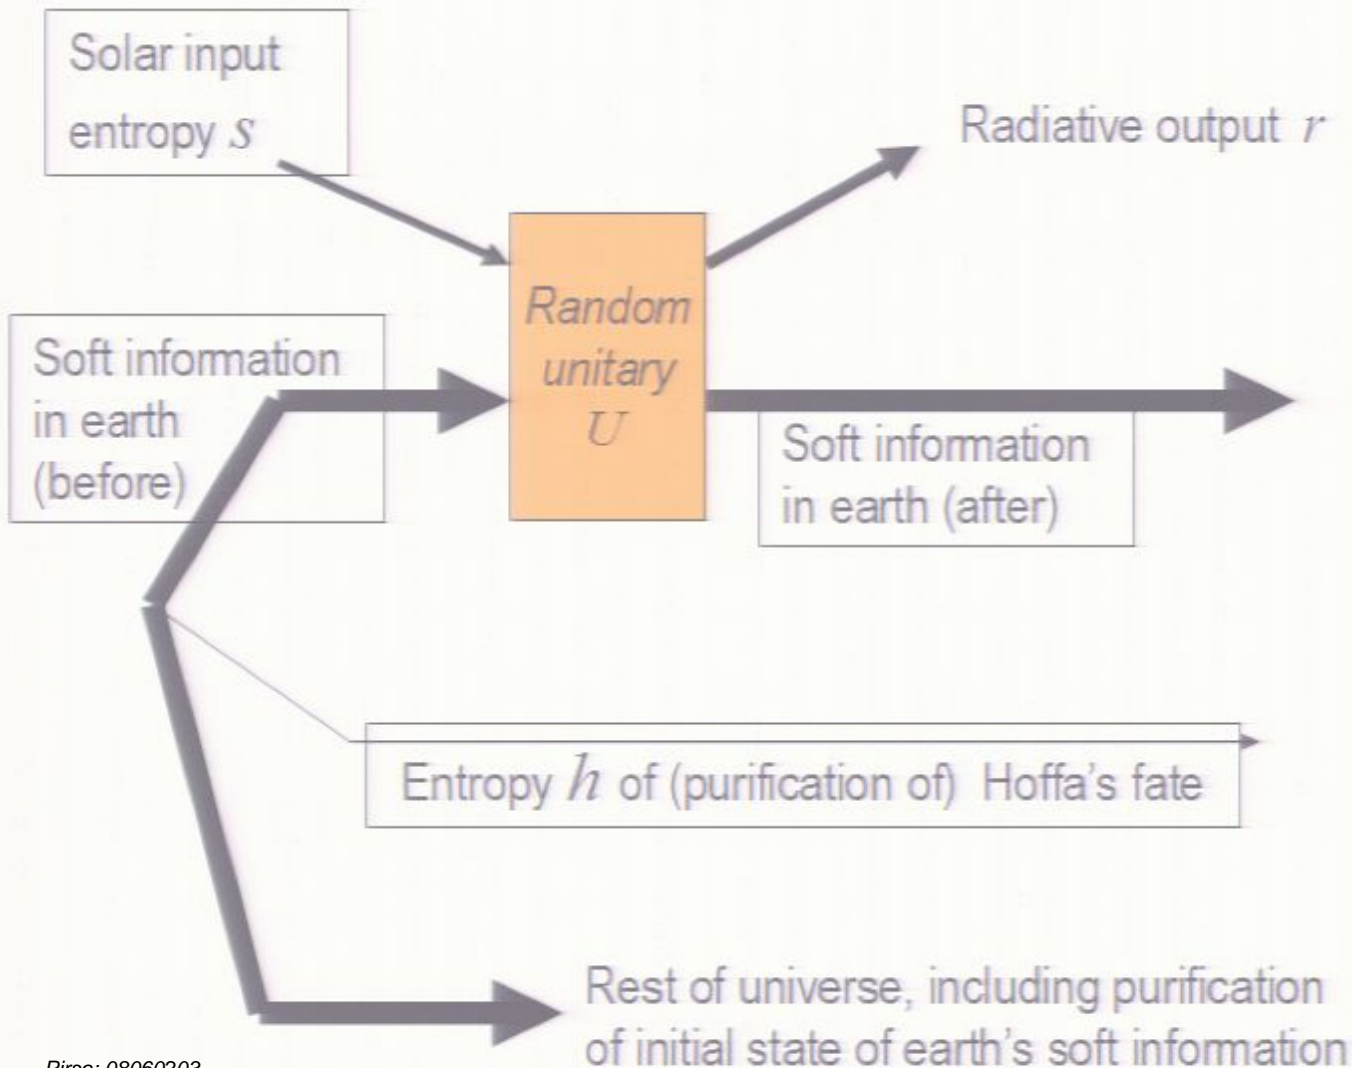 Solar input
entropy s
Radiative output r
Random
unitary
U
Soft information
in earth
(before)
Soft information
in earth (after)
Entropy h of (purification of) Hoffa's fate
Rest of universe, including purification
of initial state of earth's soft information